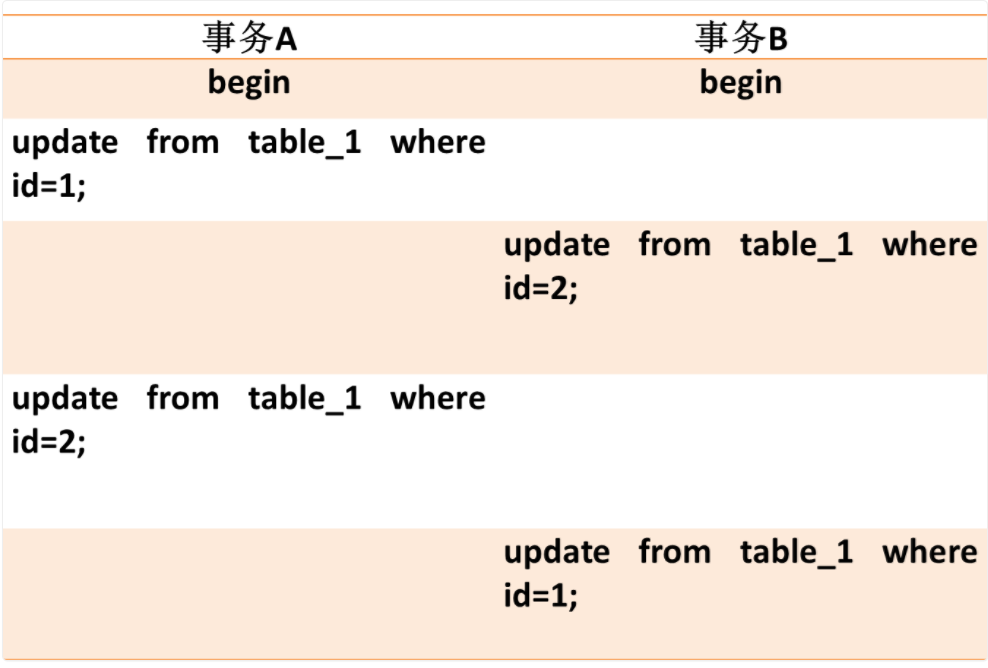 事务A
事务B
begin
begin
update from table_1 where
id=1;
update from table_1 where
id=2;
update from table_1 where
id=2;
update from table_1 where
id=1;